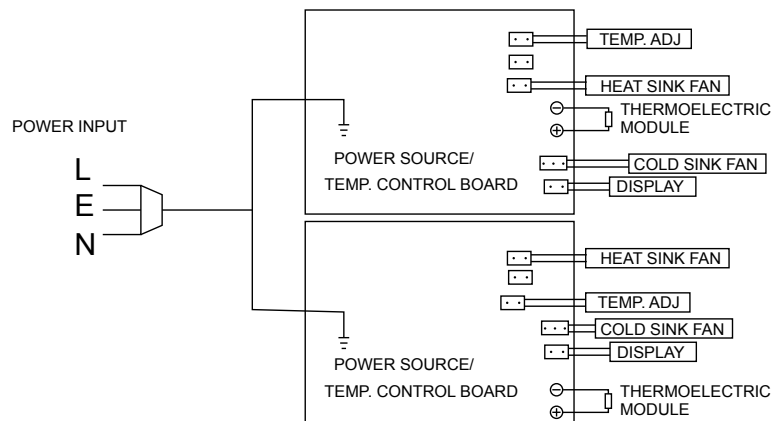 POWER INPUT
L
E
N
TEMP. ADJ
HEAT SINK FAN
THERMOELECTRIC
MODULE
POWER SOURCE/
TEMP. CONTROL BOARD
COLD SINK FAN
DISPLAY
HEAT SINK FAN
TEMP. ADJ
COLD SINK FAN
DISPLAY
POWER SOURCE/
TEMP. CONTROL BOARD
THERMOELECTRIC
MODULE